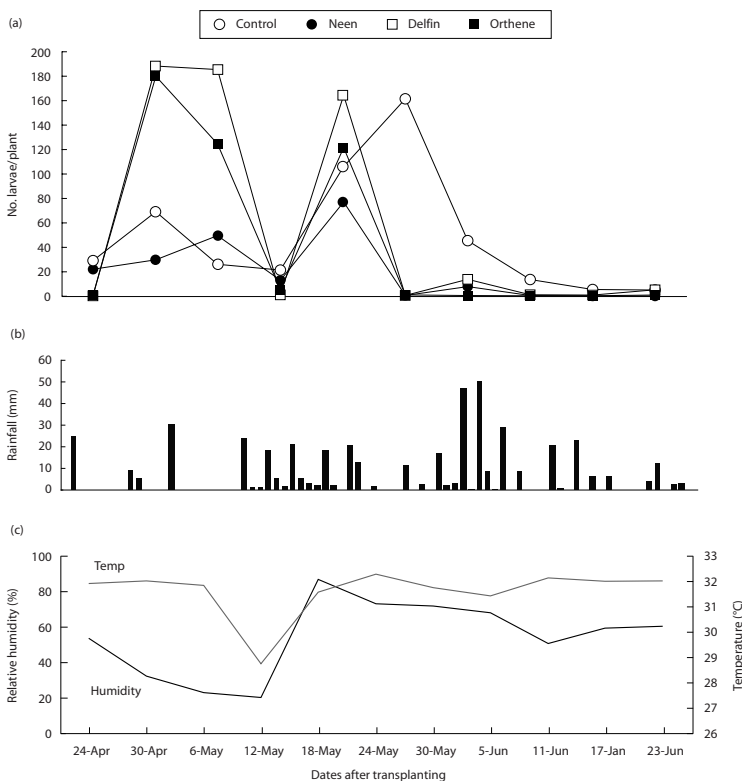 (a)
Control Neen Delfin Orthene
200
180
160
140
120
100
80
60
40
20
0
No. larvae/plant
(b)
60
50
40
30
20
10
0
Rainfall (mm)
(c)
100
80
60
40
20
0
Relative humidity (%)
Temp
Humidity
33
32
31
30
29
28
27
26
Temperature (°C)
24-Apr 30-Apr 6-May 12-May 18-May 24-May 30-May 5-Jun 11-Jun 17-Jan 23-Jun
Dates after transplanting